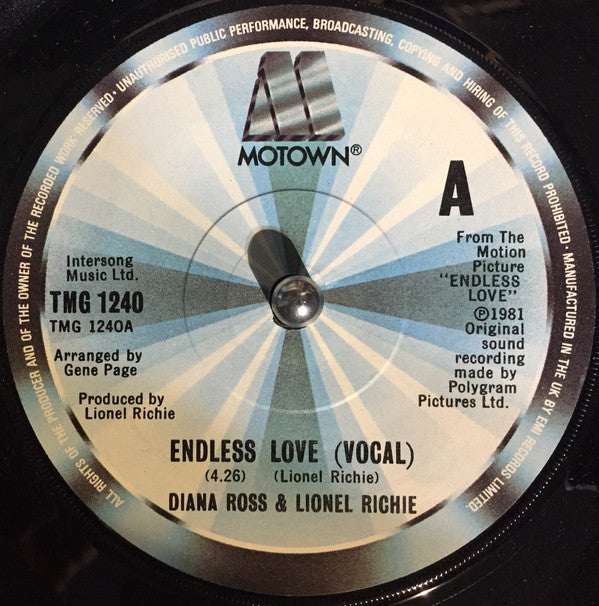 ALL RIGHTS OF THE PRODUCER AND OF THE OWNER OF THE RECORDED WORK RESERVED · UNAUTHORISED PUBLIC PERFORMANCE, BROADCASTING, COPYING AND HIRING OF THIS RECORD PROHIBITED · MANUFACTURED IN THE UK BY EMI RECORDS LIMITED.
M
MOTOWN®
A
Intersong
Music Ltd.
TMG 1240
TMG 1240A
Arranged by
Gene Page
Produced by
Lionel Richie
From The
Motion
Picture
"ENDLESS
LOVE"
℗1981
Original
sound
recording
made by
Polygram
Pictures Ltd.
ENDLESS LOVE (VOCAL)
(4.26) (Lionel Richie)
DIANA ROSS & LIONEL RICHIE